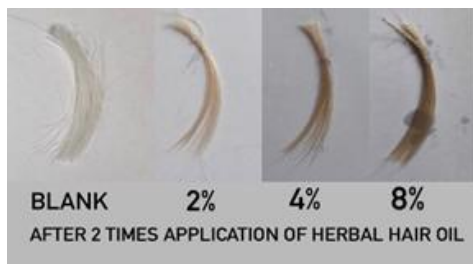 BLANK 2% 4% 8%
AFTER 2 TIMES APPLICATION OF HERBAL HAIR OIL